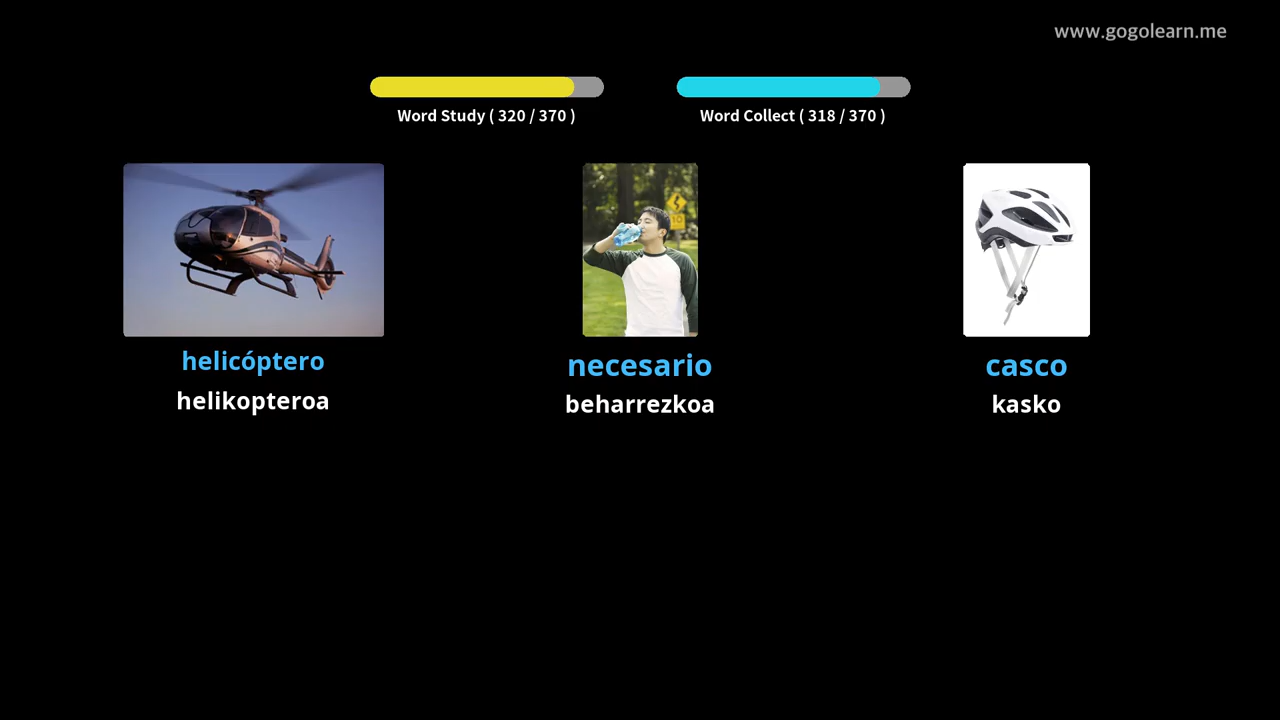 www.gogolearn.me
Word Study ( 320 / 370 )
Word Collect ( 318 / 370 )
helicóptero
helikopteroa
necesario
beharrezkoa
casco
kasko